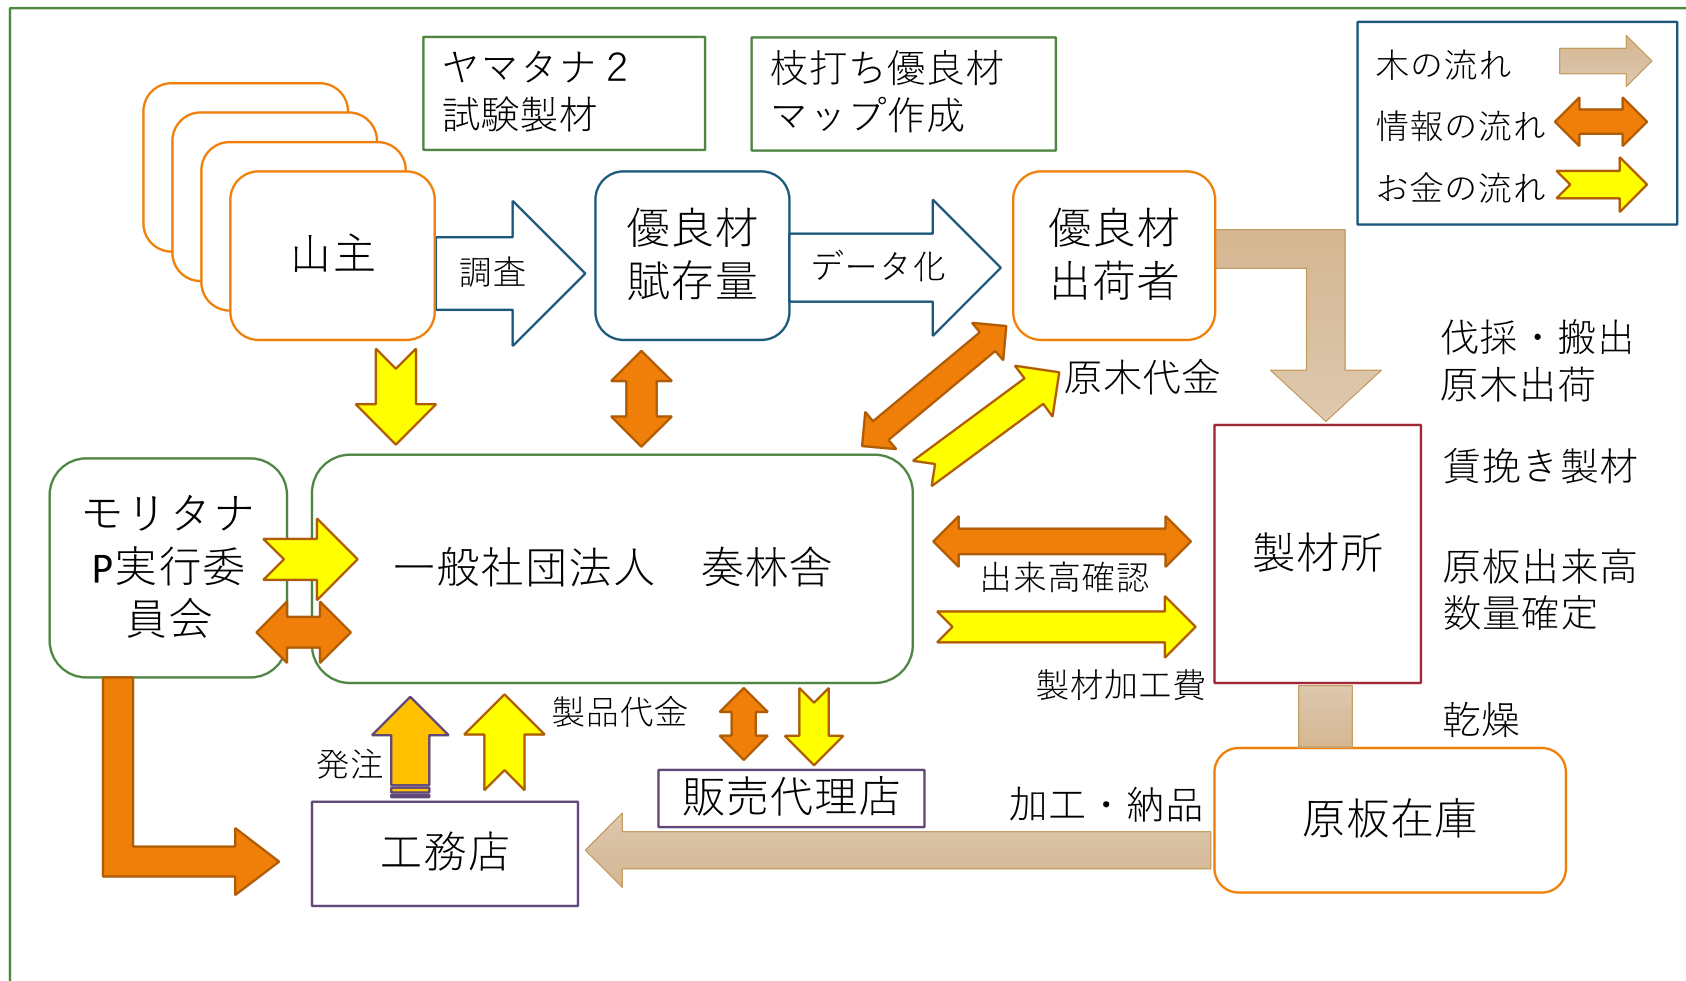 ヤマタナ２
試験製材
枝打ち優良材
マップ作成
木の流れ
情報の流れ
お金の流れ
山主
調査
優良材
賦存量
データ化
優良材
出荷者
伐採・搬出
原木出荷
原木代金
賃挽き製材
モリタナ
P実行委
員会
一般社団法人　奏林舎
出来高確認
製材所
原板出来高
数量確定
製材加工費
製品代金
発注
乾燥
販売代理店
加工・納品
原板在庫
工務店